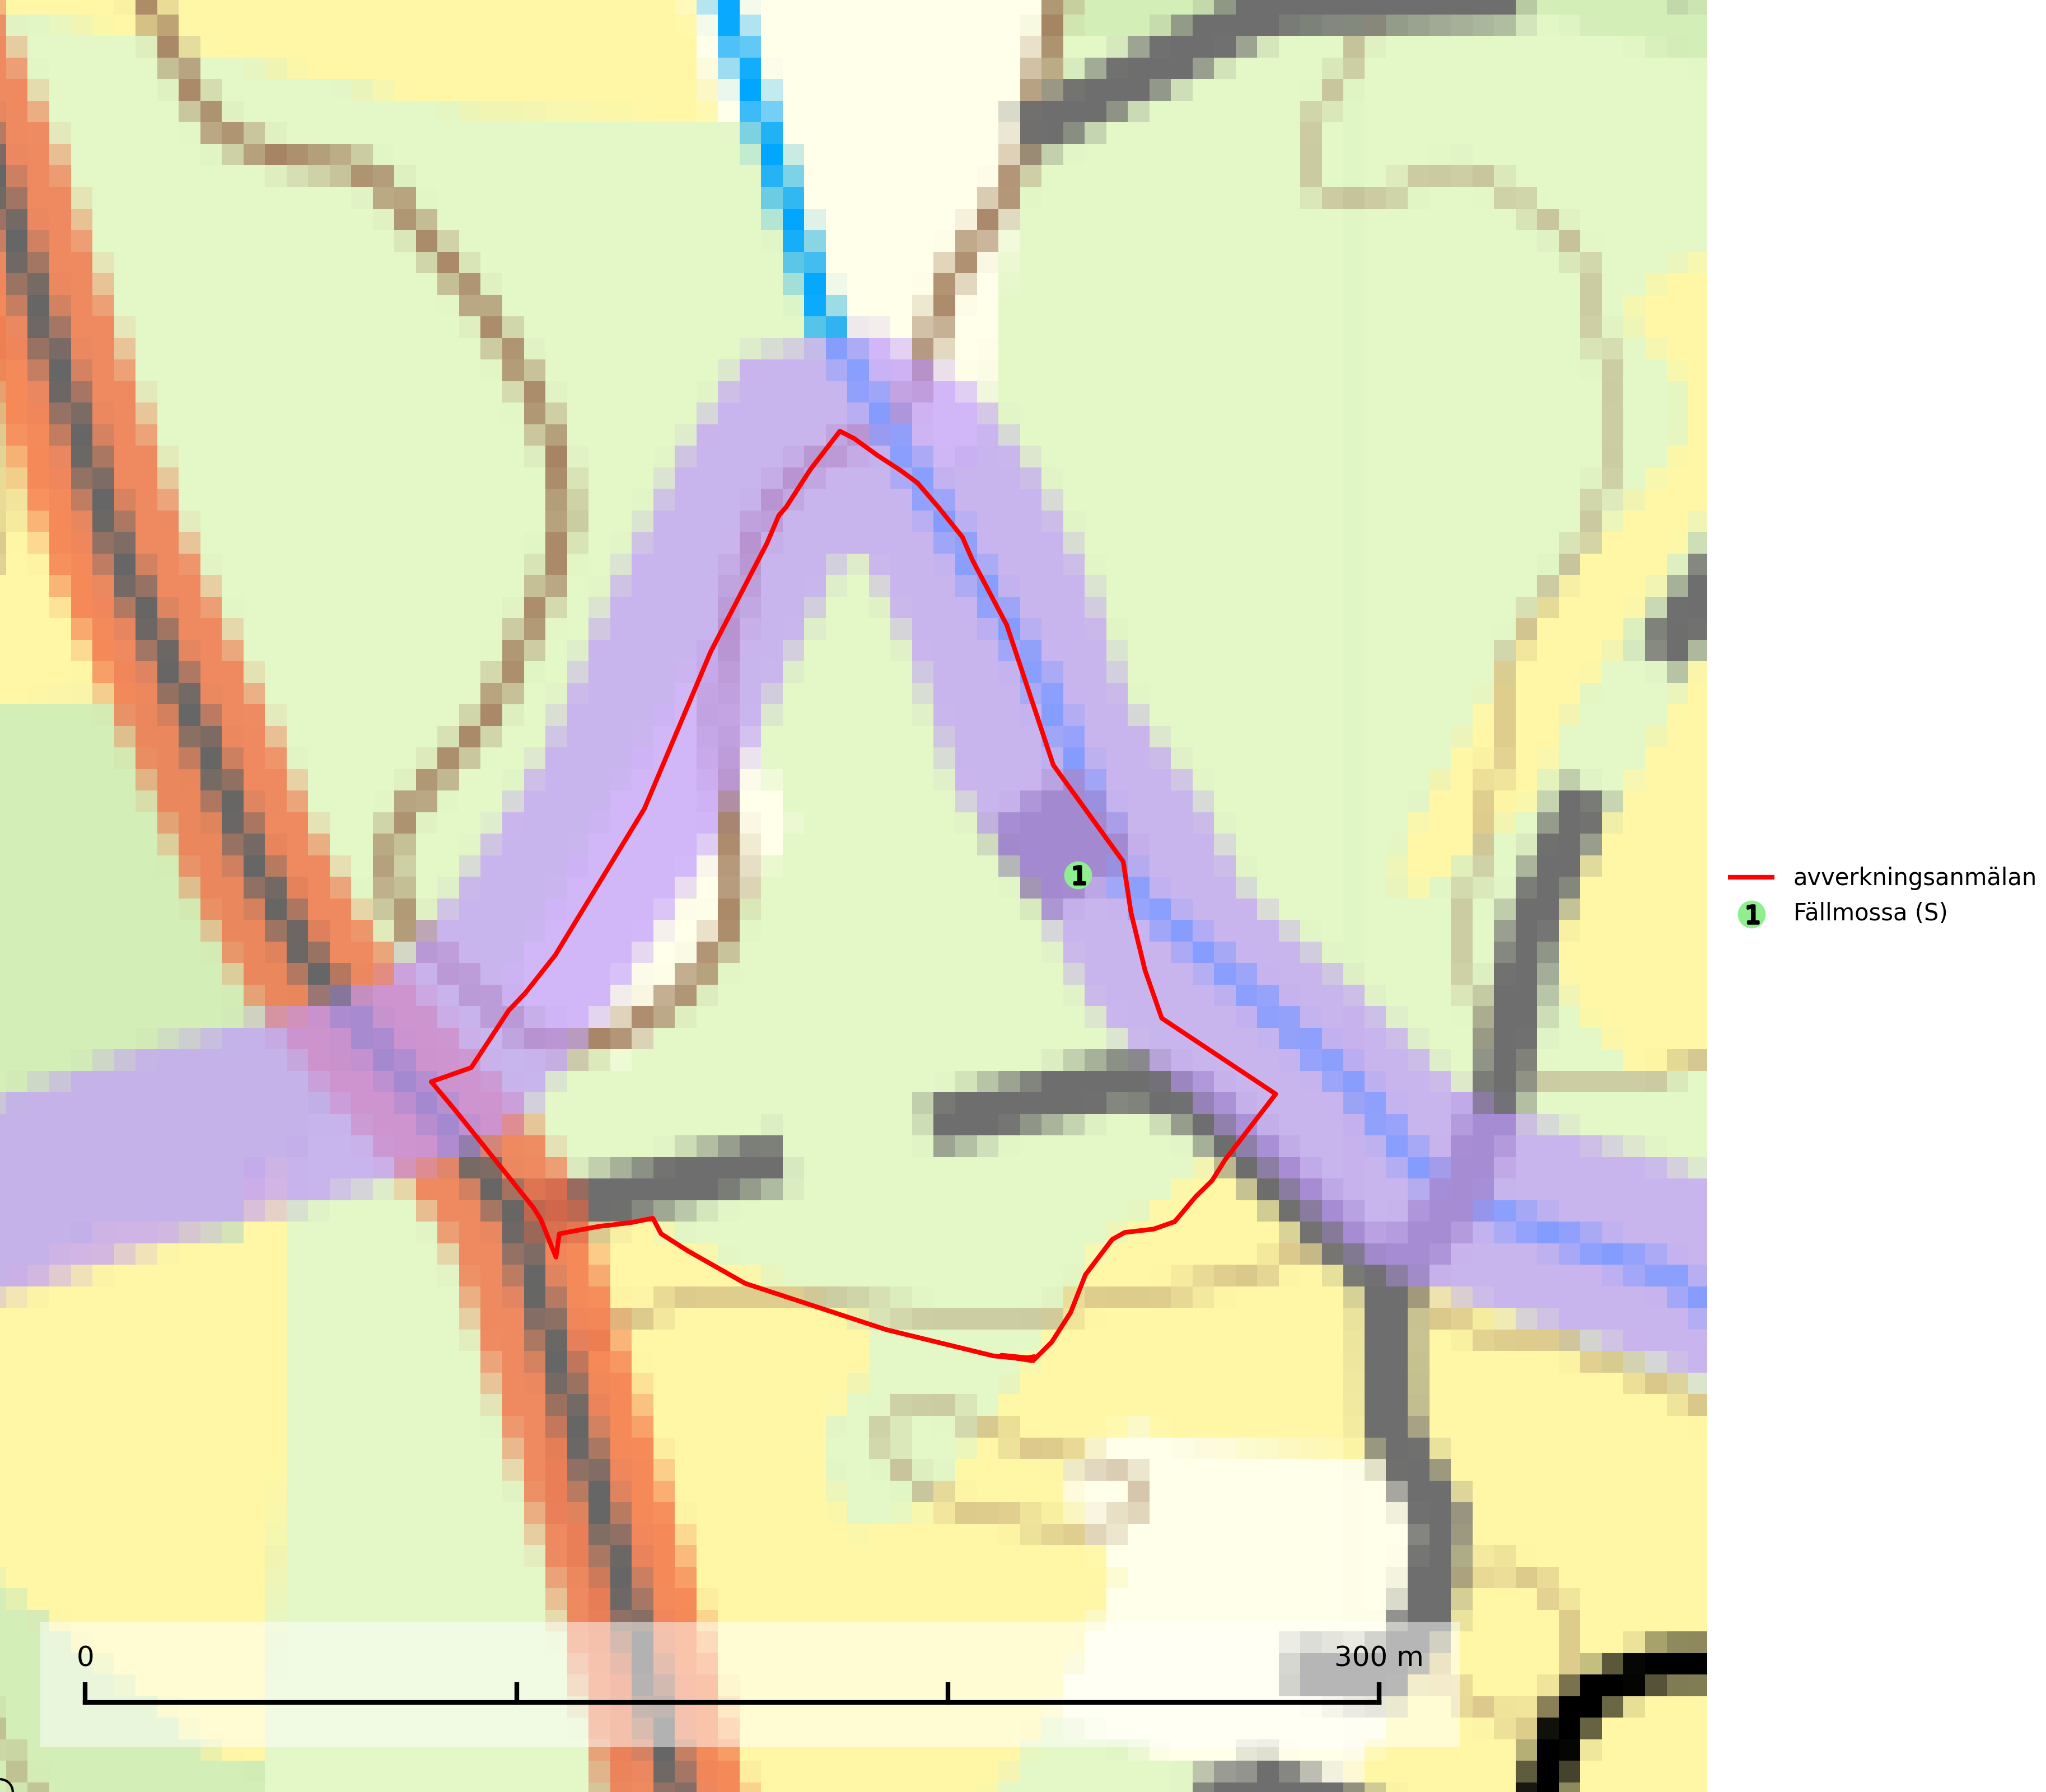 1
avverkningsanmälan
1 Fällmossa (S)
0 300 m